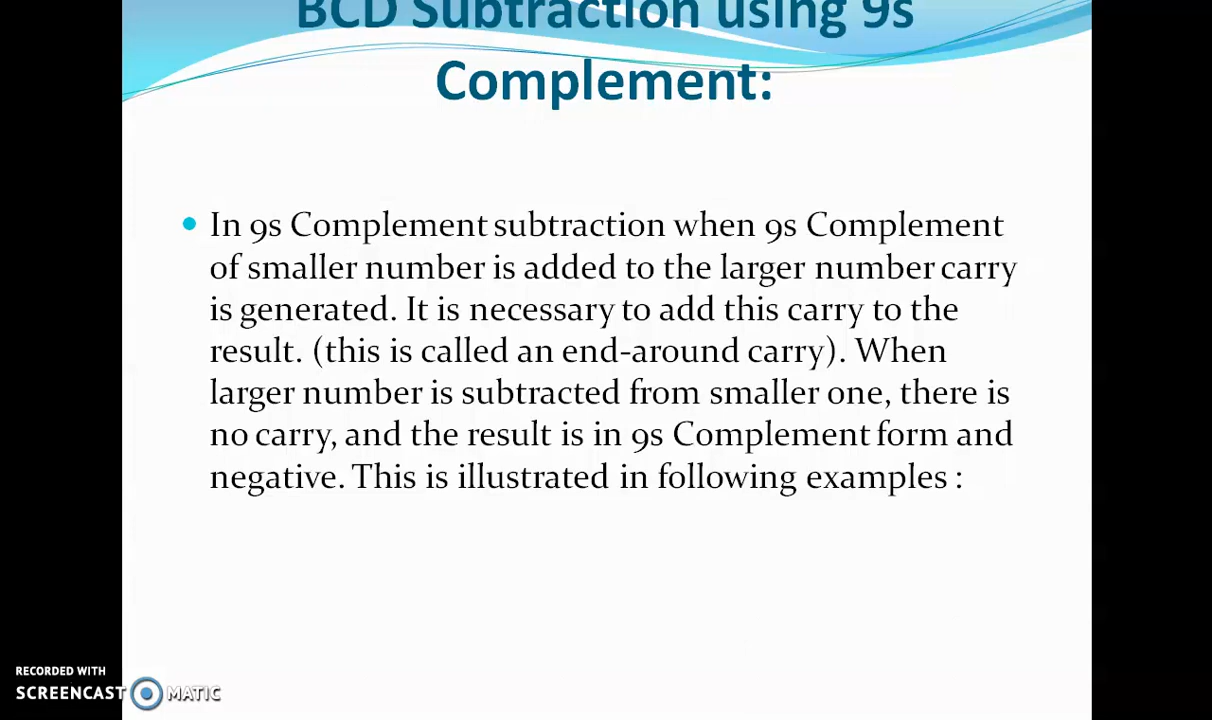 BCD Subtraction using 9s
Complement:
In 9s Complement subtraction when 9s Complement
of smaller number is added to the larger number carry
is generated. It is necessary to add this carry to the
result. (this is called an end-around carry). When
larger number is subtracted from smaller one, there is
no carry, and the result is in 9s Complement form and
negative. This is illustrated in following examples :
RECORDED WITH
SCREENCAST MATIC